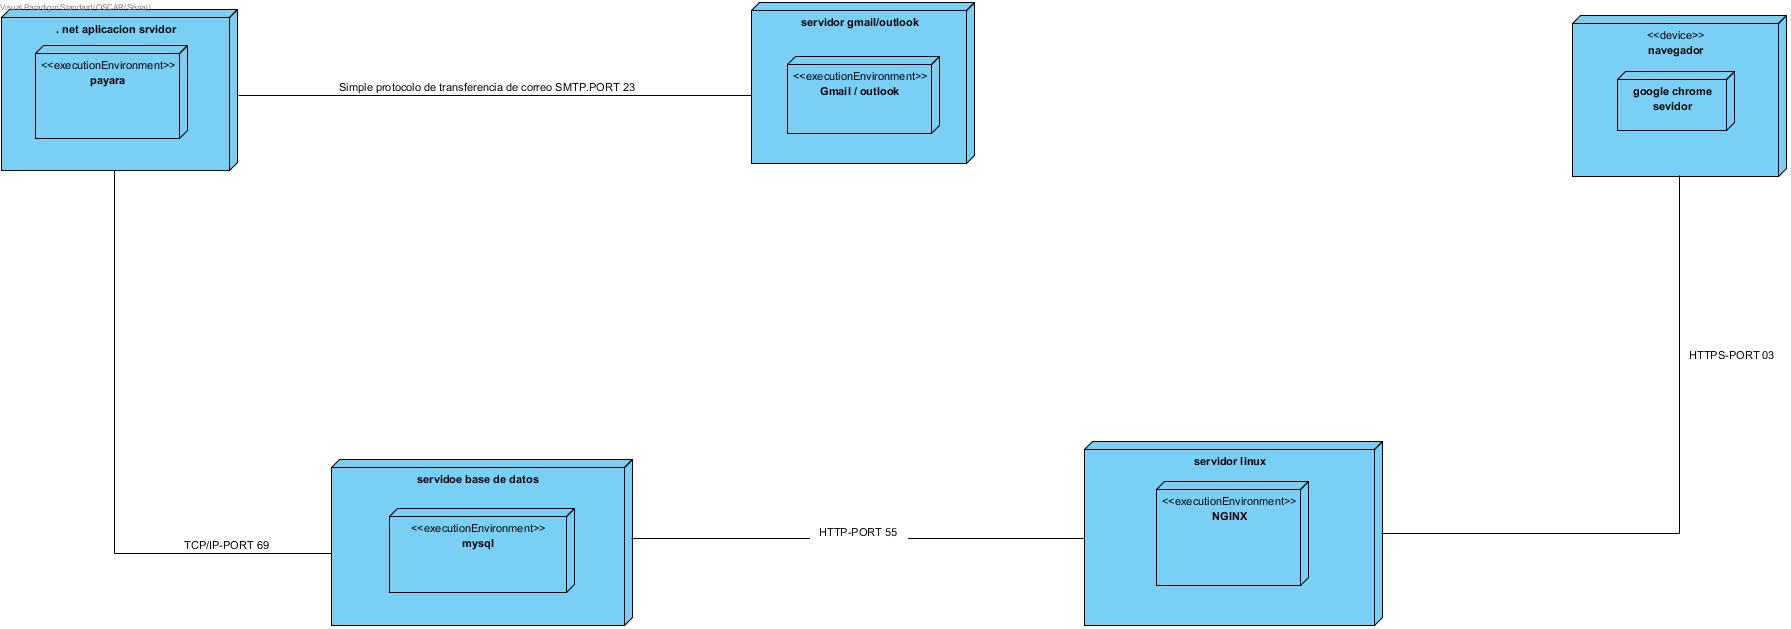 Visual Paradigm Standard(OSCAR(Sena))
. net aplicacion srvidor
<<executionEnvironment>>
payara
Simple protocolo de transferencia de correo SMTP.PORT 23
servidor gmail/outlook
<<executionEnvironment>>
Gmail / outlook
<<device>>
navegador
google chrome
sevidor
HTTPS-PORT 03
servidoe base de datos
<<executionEnvironment>>
mysql
TCP/IP-PORT 69
HTTP-PORT 55
servidor linux
<<executionEnvironment>>
NGINX